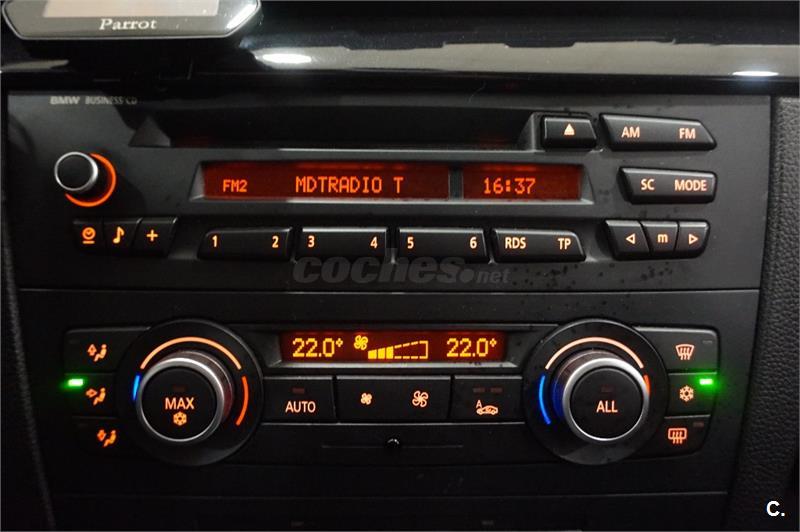 Parrot
BMW BUSINESS CD
AM FM
FM2 MDTRADIO T 16:37
SC MODE
1 2 3 4 5 6 RDS TP
m
coches.net
22.0° 22.0°
MAX
AUTO
A
ALL
C.